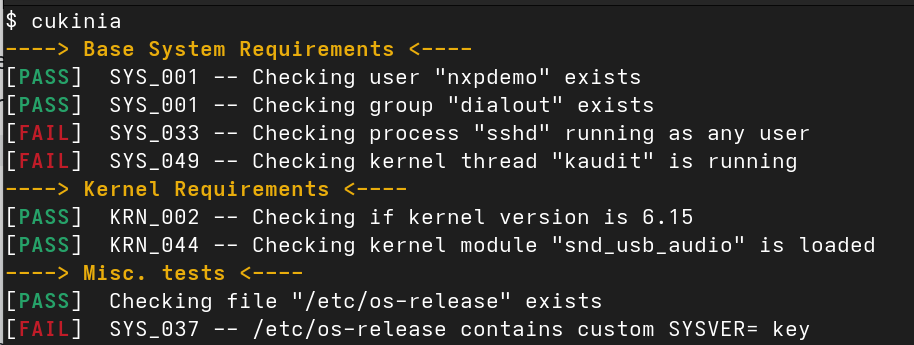 $ cukinia
----> Base System Requirements <----
[PASS]  SYS_001 -- Checking user "nxpdemo" exists
[PASS]  SYS_001 -- Checking group "dialout" exists
[FAIL]  SYS_033 -- Checking process "sshd" running as any user
[FAIL]  SYS_049 -- Checking kernel thread "kaudit" is running
----> Kernel Requirements <----
[PASS]  KRN_002 -- Checking if kernel version is 6.15
[PASS]  KRN_044 -- Checking kernel module "snd_usb_audio" is loaded
----> Misc. tests <----
[PASS]  Checking file "/etc/os-release" exists
[FAIL]  SYS_037 -- /etc/os-release contains custom SYSVER= key